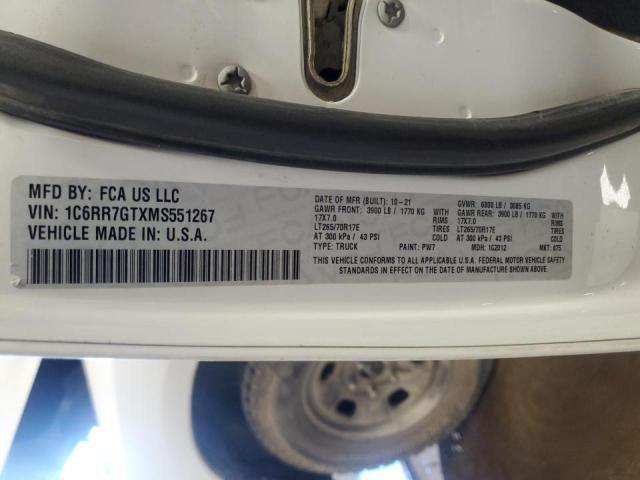 MFD BY: FCA US LLC
VIN: 1C6RR7GTXMS551267
VEHICLE MADE IN: U.S.A.
DATE OF MFR (BUILT): 10-21
GVWR: 6800 LB / 3085 KG
GAWR FRONT: 3900 LB / 1770 KG WITH
GAWR REAR: 3900 LB / 1770 KG WITH
17X7.0 RIMS
17X7.0 RIMS
LT265/70R17E TIRES
LT265/70R17E TIRES
AT 300 kPa / 43 PSI COLD
AT 300 kPa / 43 PSI COLD
TYPE: TRUCK PAINT: PW7 MDH: 102012 MKT: 675
THIS VEHICLE CONFORMS TO ALL APPLICABLE U.S.A. FEDERAL MOTOR VEHICLE SAFETY
STANDARDS IN EFFECT ON THE DATE OF MANUFACTURE SHOWN ABOVE.